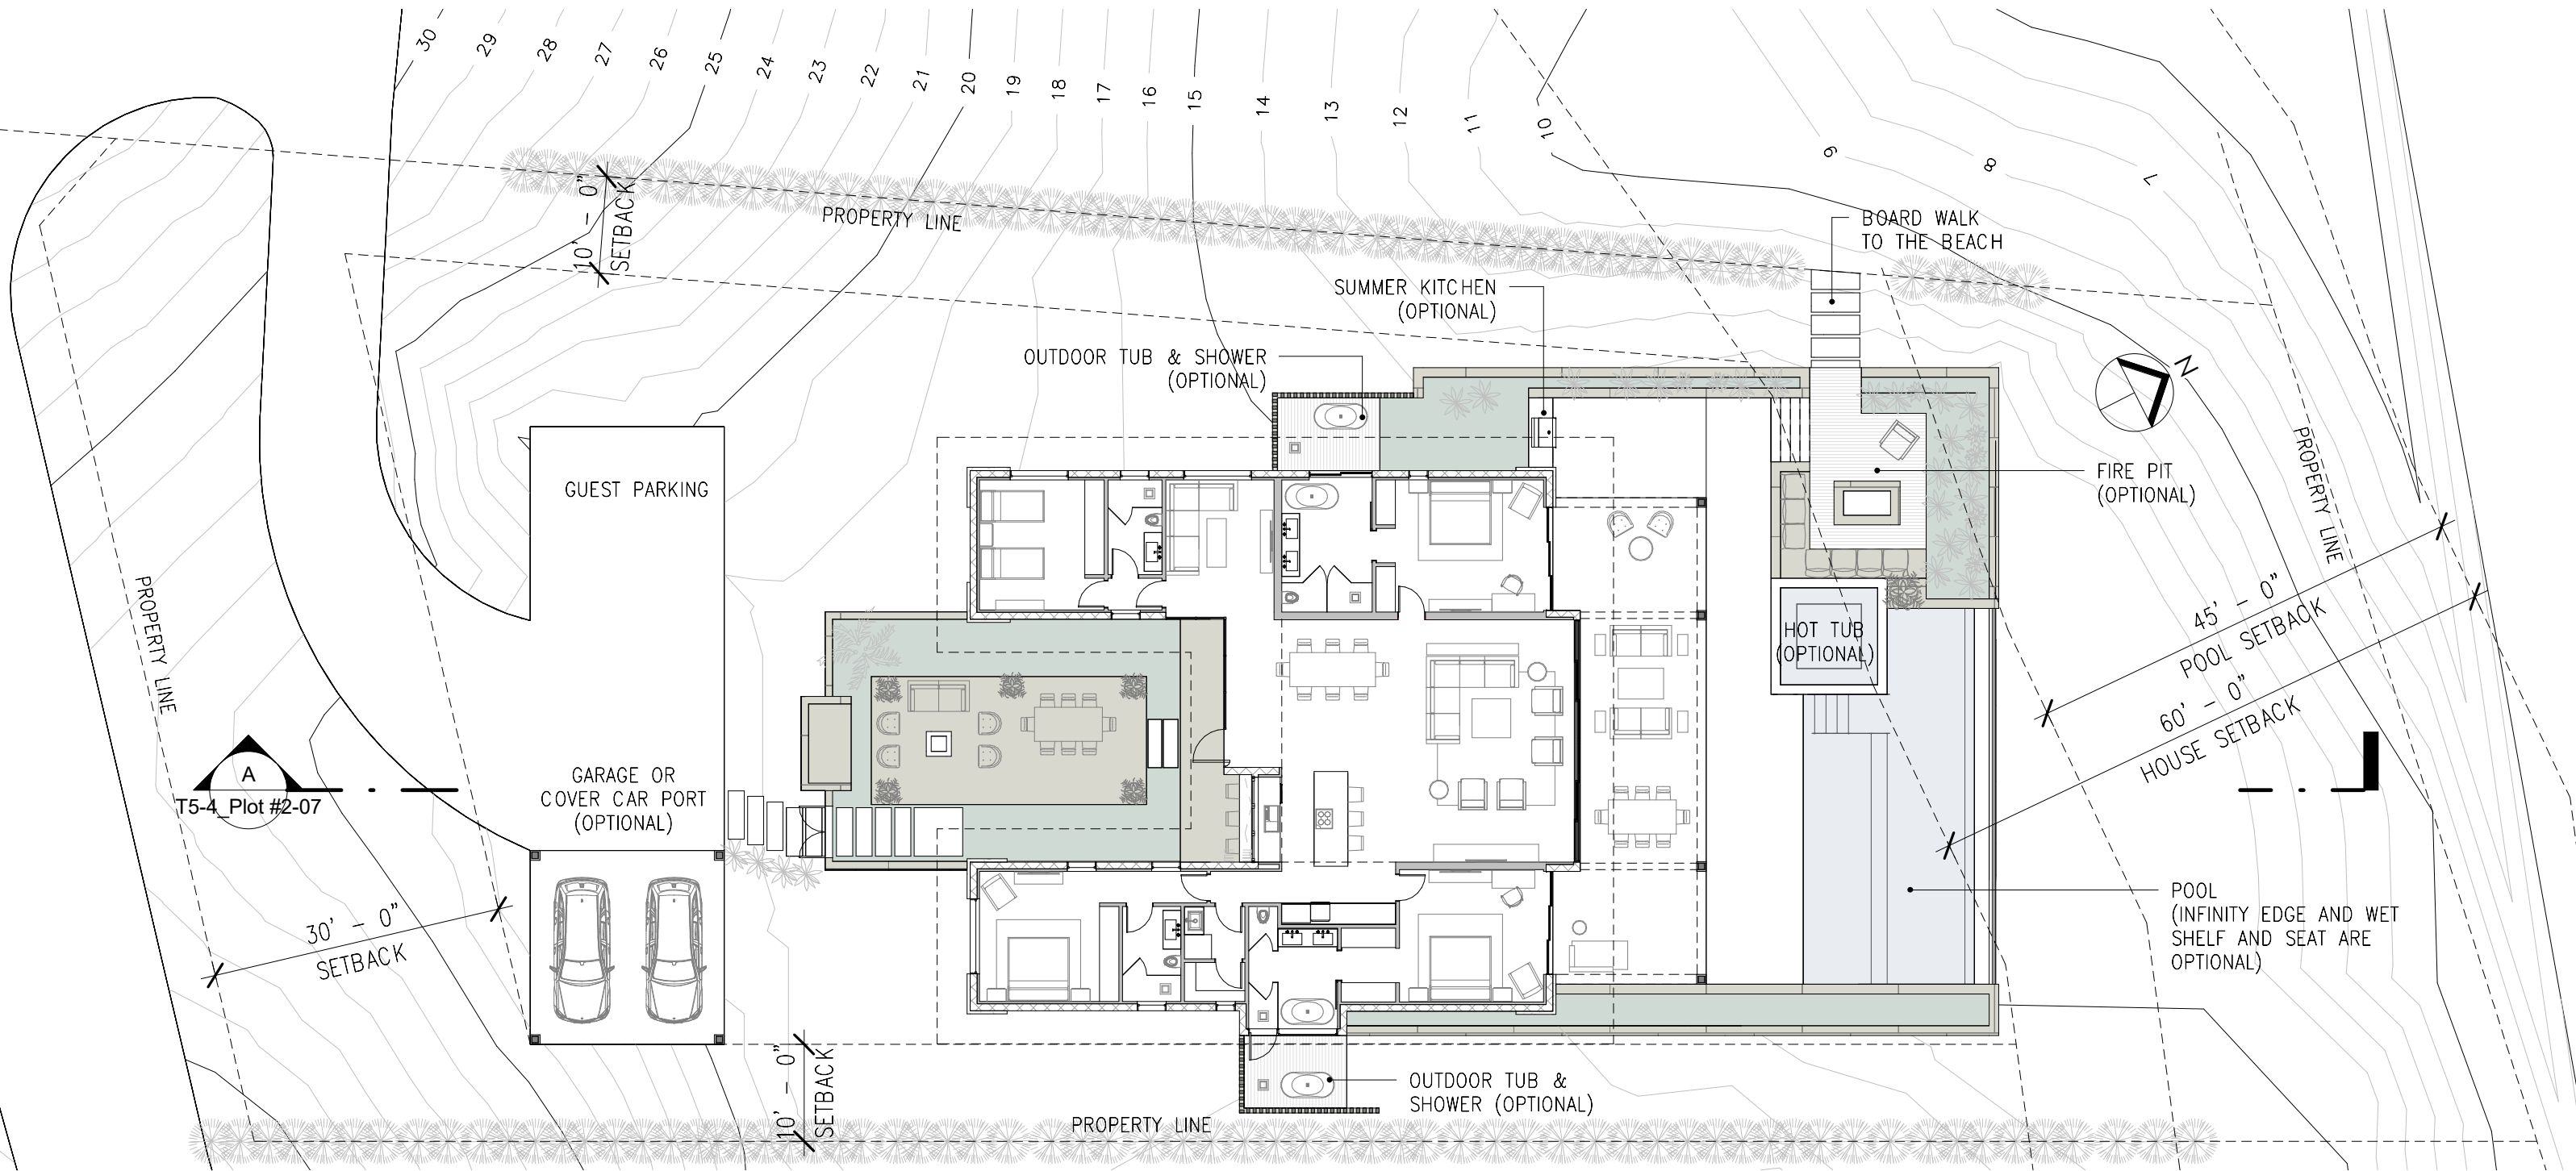 30
29
28
27
26
25
24
23
22
21
20
19
18
17
16
15
14
13
12
11
10
9
8
7
10' - 0"
SETBACK
PROPERTY LINE
BOARD WALK
TO THE BEACH
SUMMER KITCHEN
(OPTIONAL)
OUTDOOR TUB & SHOWER
(OPTIONAL)
N
GUEST PARKING
FIRE PIT
(OPTIONAL)
PROPERTY LINE
PROPERTY LINE
HOT TUB
(OPTIONAL)
45' - 0"
POOL SETBACK
60' - 0"
HOUSE SETBACK
A
T5-4_Plot #2-07
GARAGE OR
COVER CAR PORT
(OPTIONAL)
30' - 0"
SETBACK
POOL
(INFINITY EDGE AND WET
SHELF AND SEAT ARE
OPTIONAL)
10' - 0"
SETBACK
OUTDOOR TUB &
SHOWER (OPTIONAL)
PROPERTY LINE